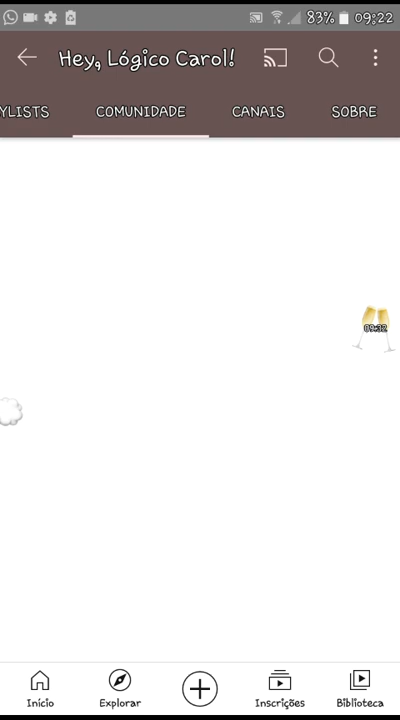 83% 09:22
Hey, Lógico Carol!
YLISTS COMUNIDADE CANAIS SOBRE
09:32
Início Explorar Inscrições Biblioteca